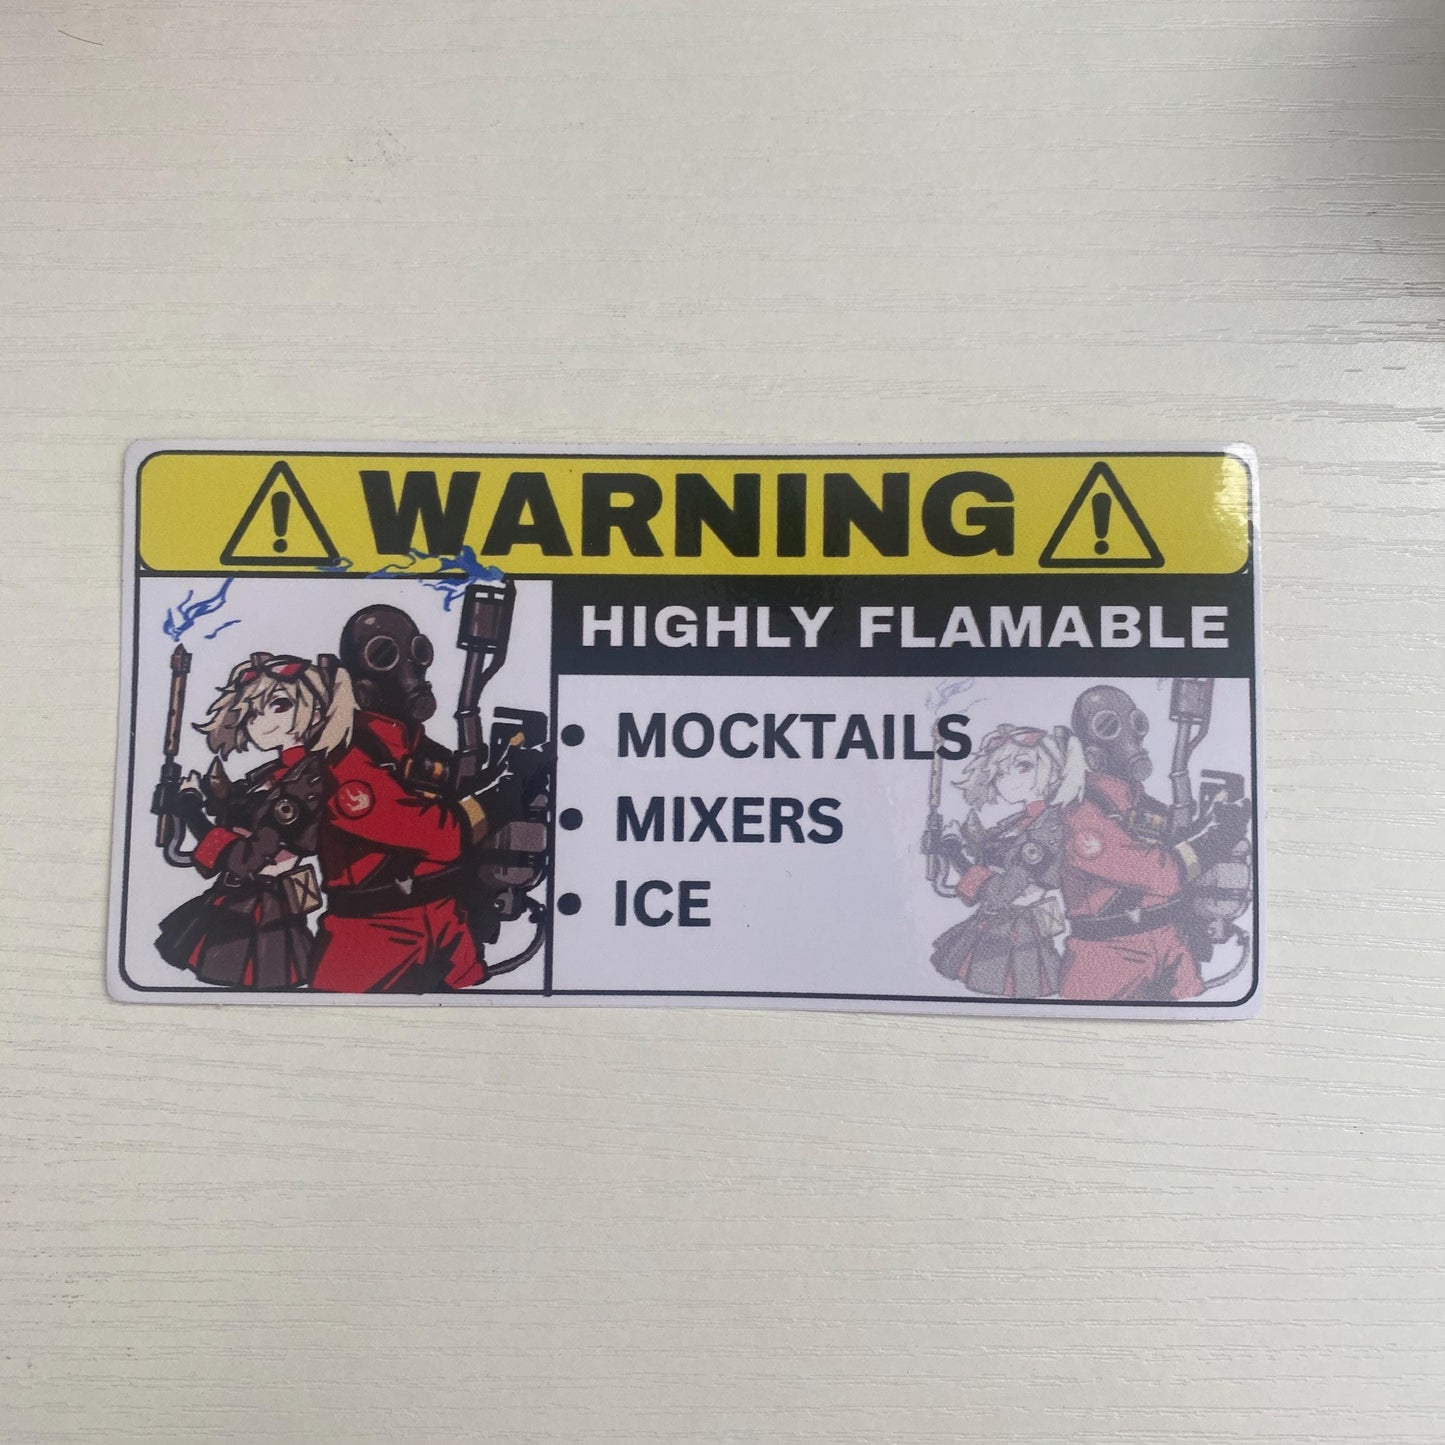 WARNING
HIGHLY FLAMABLE
• MOCKTAILS
• MIXERS
• ICE